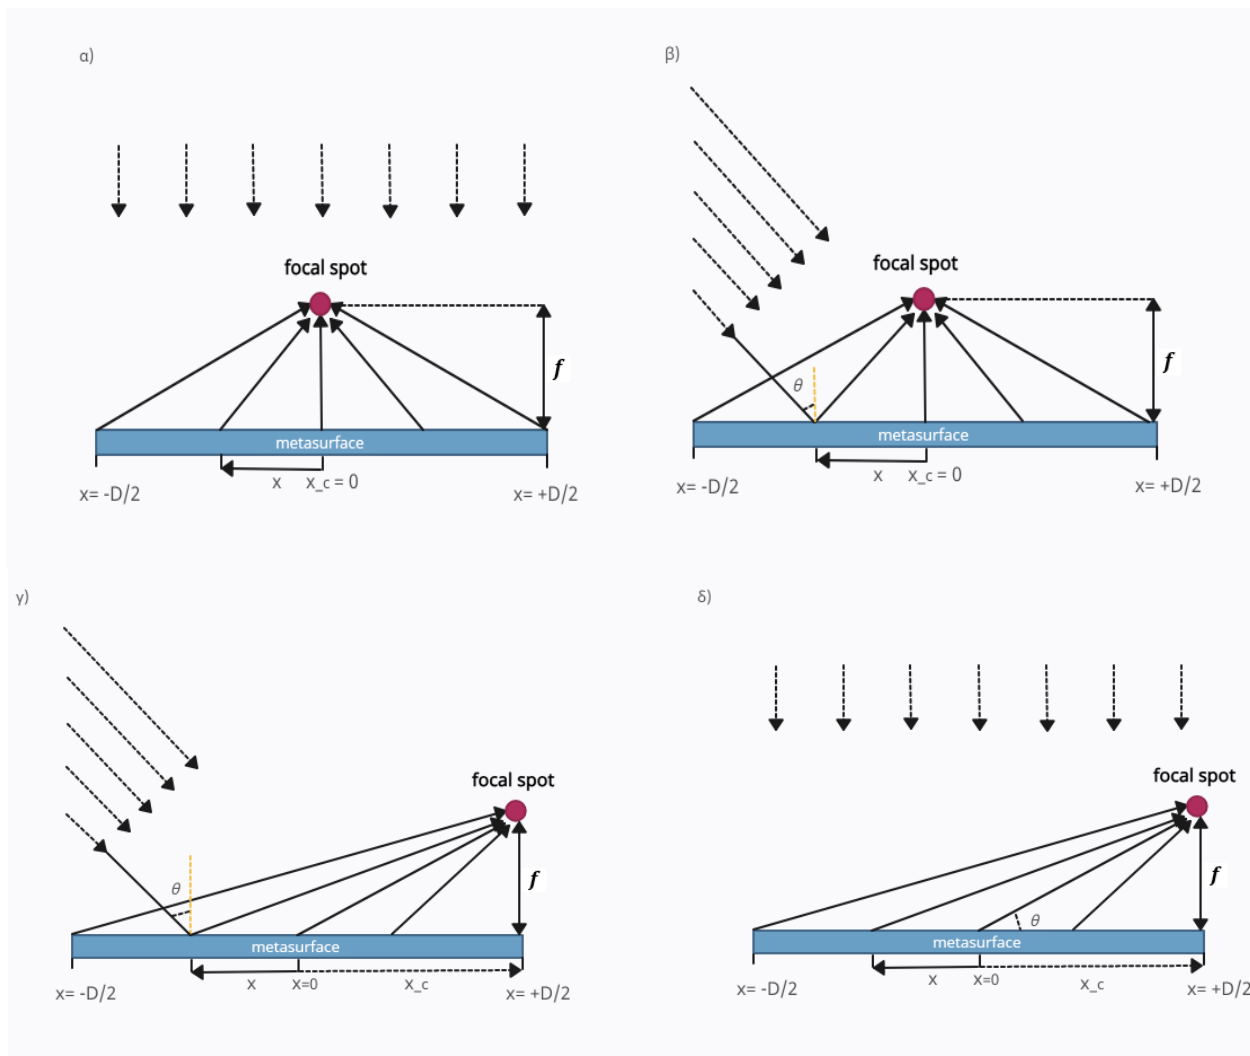 α)
focal spot
f
metasurface
x
x_c = 0
x= -D/2
x= +D/2
β)
focal spot
θ
f
metasurface
x
x_c = 0
x= -D/2
x= +D/2
γ)
focal spot
θ
f
metasurface
x
x=0
x_c
x= -D/2
x= +D/2
δ)
focal spot
f
θ
metasurface
x
x=0
x_c
x= -D/2
x= +D/2